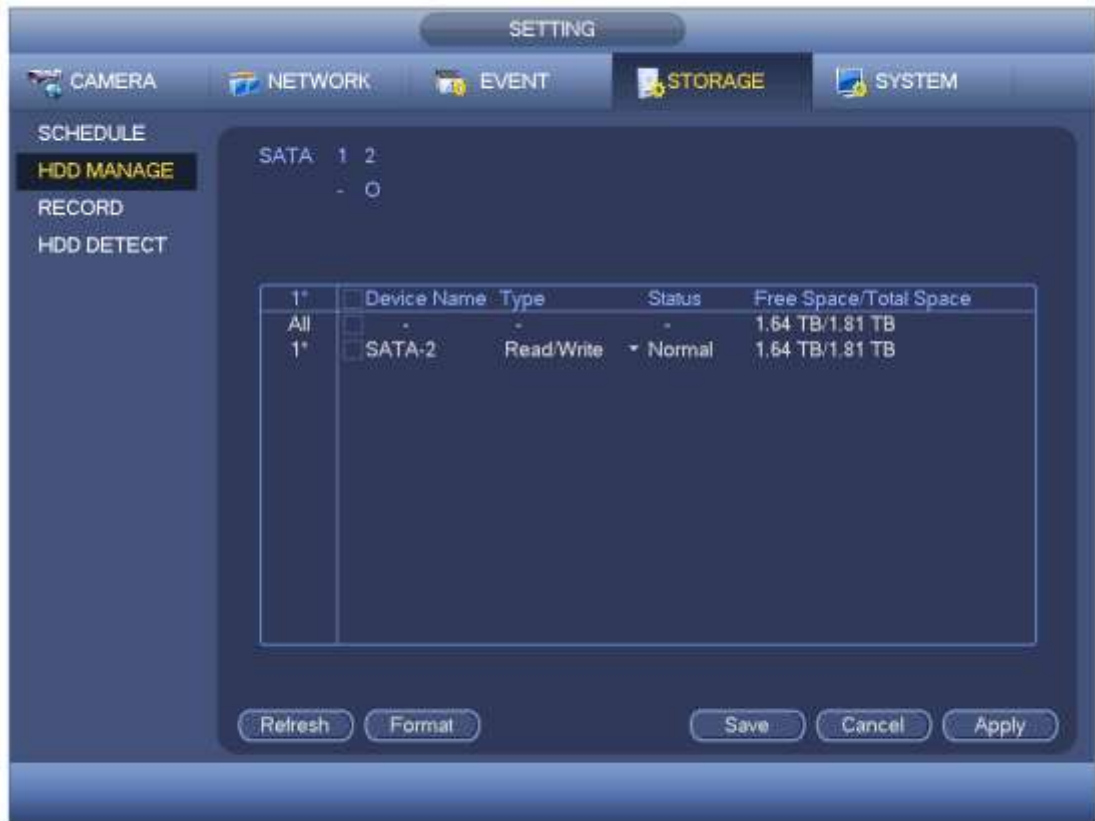 SETTING
CAMERA NETWORK EVENT STORAGE SYSTEM
SCHEDULE
HDD MANAGE
RECORD
HDD DETECT
SATA 1 2
- O
1* Device Name Type Status Free Space/Total Space
All - - - 1.64 TB/1.81 TB
1* SATA-2 Read/Write Normal 1.64 TB/1.81 TB
Refresh Format Save Cancel Apply